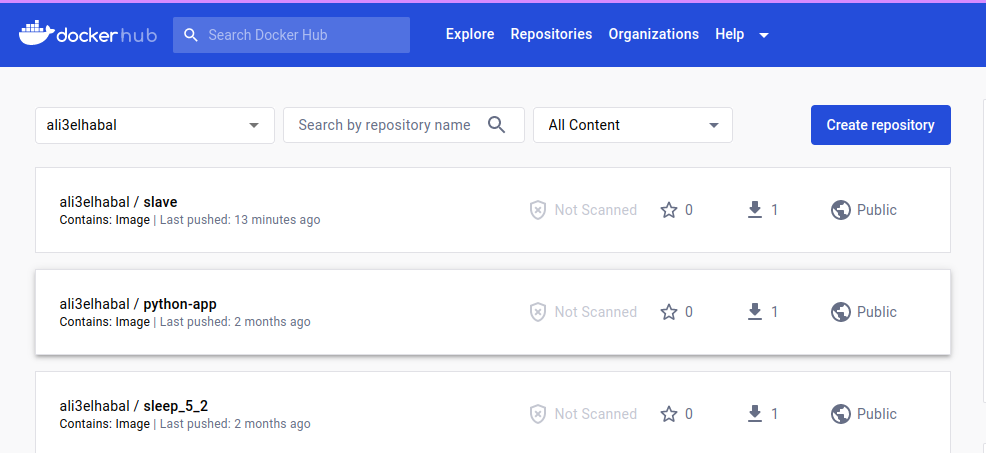 dockerhub Search Docker Hub Explore Repositories Organizations Help
ali3elhabal Search by repository name All Content Create repository
ali3elhabal / slave
Contains: Image | Last pushed: 13 minutes ago
Not Scanned 0 1 Public
ali3elhabal / python-app
Contains: Image | Last pushed: 2 months ago
Not Scanned 0 1 Public
ali3elhabal / sleep_5_2
Contains: Image | Last pushed: 2 months ago
Not Scanned 0 1 Public